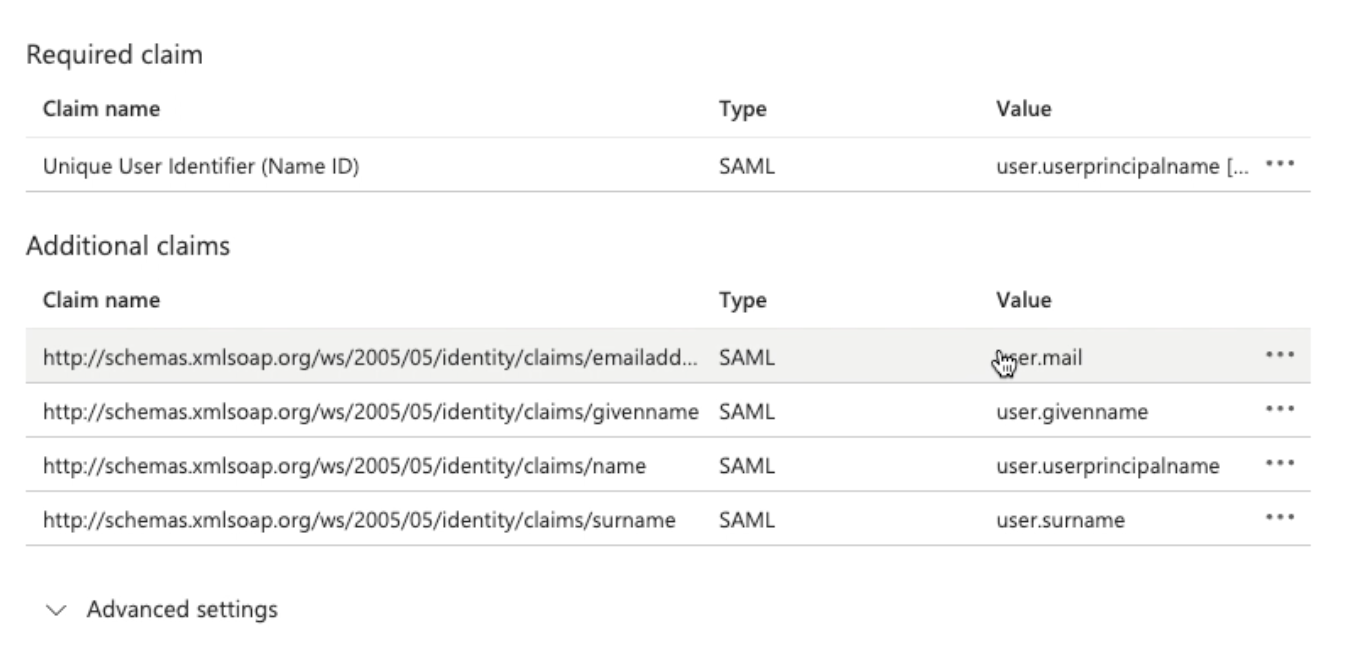 Required claim
Claim name Type Value
Unique User Identifier (Name ID) SAML user.userprincipalname [... •••
Additional claims
Claim name Type Value
http://schemas.xmlsoap.org/ws/2005/05/identity/claims/emailadd... SAML user.mail •••
http://schemas.xmlsoap.org/ws/2005/05/identity/claims/givenname SAML user.givenname •••
http://schemas.xmlsoap.org/ws/2005/05/identity/claims/name SAML user.userprincipalname •••
http://schemas.xmlsoap.org/ws/2005/05/identity/claims/surname SAML user.surname •••
Advanced settings